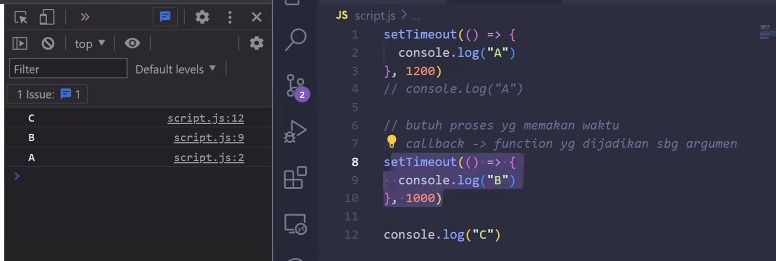 top
Filter
Default levels
1 Issue: 1
C script.js:12
B script.js:9
A script.js:2
>
2
JS script.js > ...
1 setTimeout(() => {
2 console.log("A")
3 }, 1200)
4 // console.log("A")
5
6 // butuh proses yg memakan waktu
7 callback -> function yg dijadikan sbg argumen
8 setTimeout(() => {
9 console.log("B")
10 }, 1000)
11
12 console.log("C")